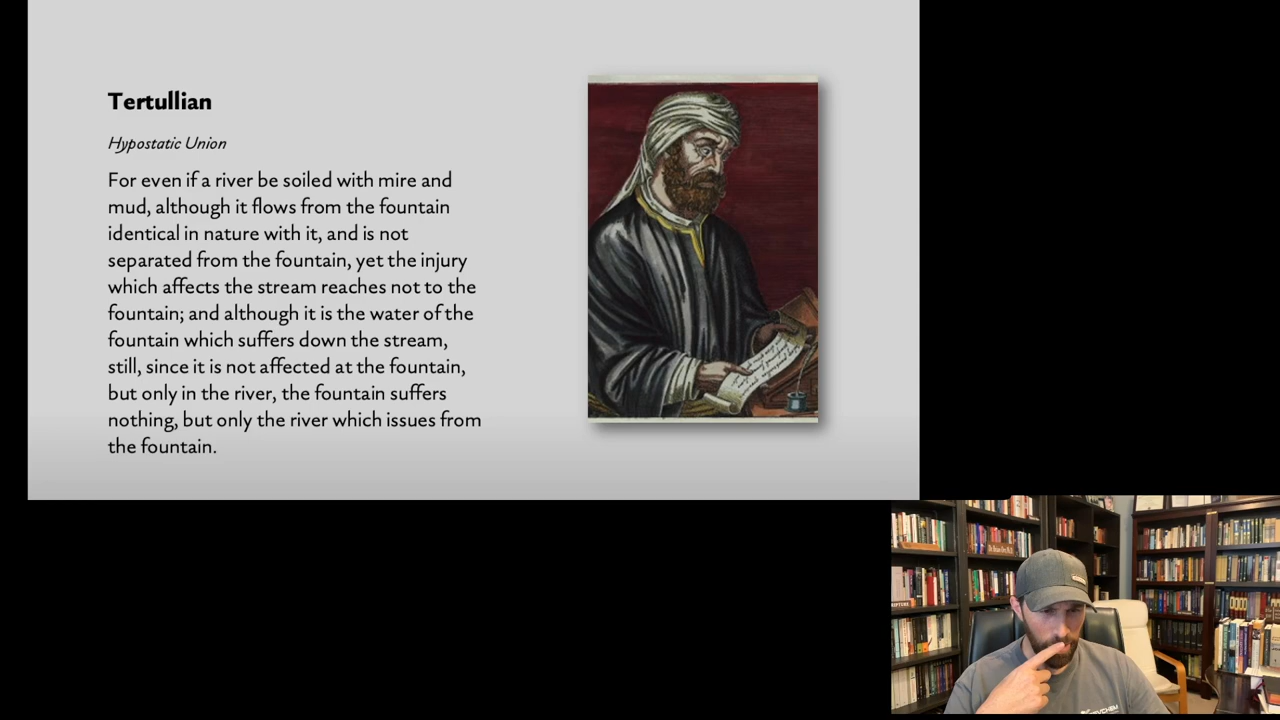 Tertullian
Hypostatic Union
For even if a river be soiled with mire and
mud, although it flows from the fountain
identical in nature with it, and is not
separated from the fountain, yet the injury
which affects the stream reaches not to the
fountain; and although it is the water of the
fountain which suffers down the stream,
still, since it is not affected at the fountain,
but only in the river, the fountain suffers
nothing, but only the river which issues from
the fountain.